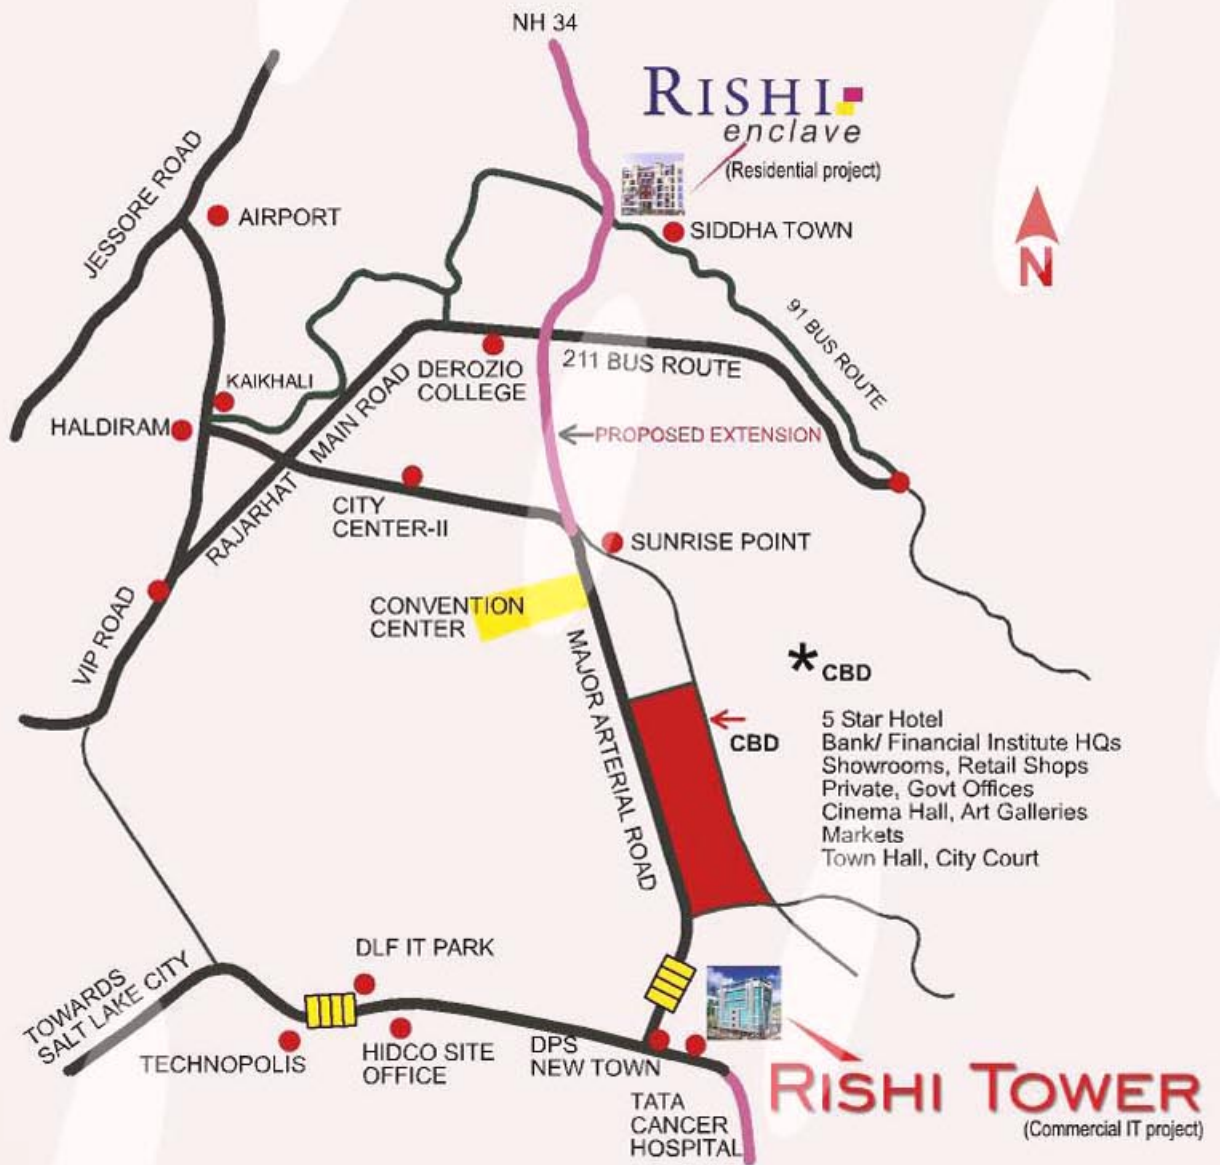 NH 34
RISHI
enclave
(Residential project)
JESSORE ROAD
AIRPORT
SIDDHA TOWN
N
91 BUS ROUTE
KAIKHALI
DEROZIO
COLLEGE
211 BUS ROUTE
HALDIRAM
RAJARHAT MAIN ROAD
PROPOSED EXTENSION
CITY
CENTER-II
SUNRISE POINT
CONVENTION
CENTER
VIP ROAD
MAJOR ARTERIAL ROAD
* CBD
CBD
5 Star Hotel
Bank/ Financial Institute HQs
Showrooms, Retail Shops
Private, Govt Offices
Cinema Hall, Art Galleries
Markets
Town Hall, City Court
DLF IT PARK
TOWARDS
SALT LAKE CITY
TECHNOPOLIS
HIDCO SITE
OFFICE
DPS
NEW TOWN
TATA
CANCER
HOSPITAL
RISHI TOWER
(Commercial IT project)